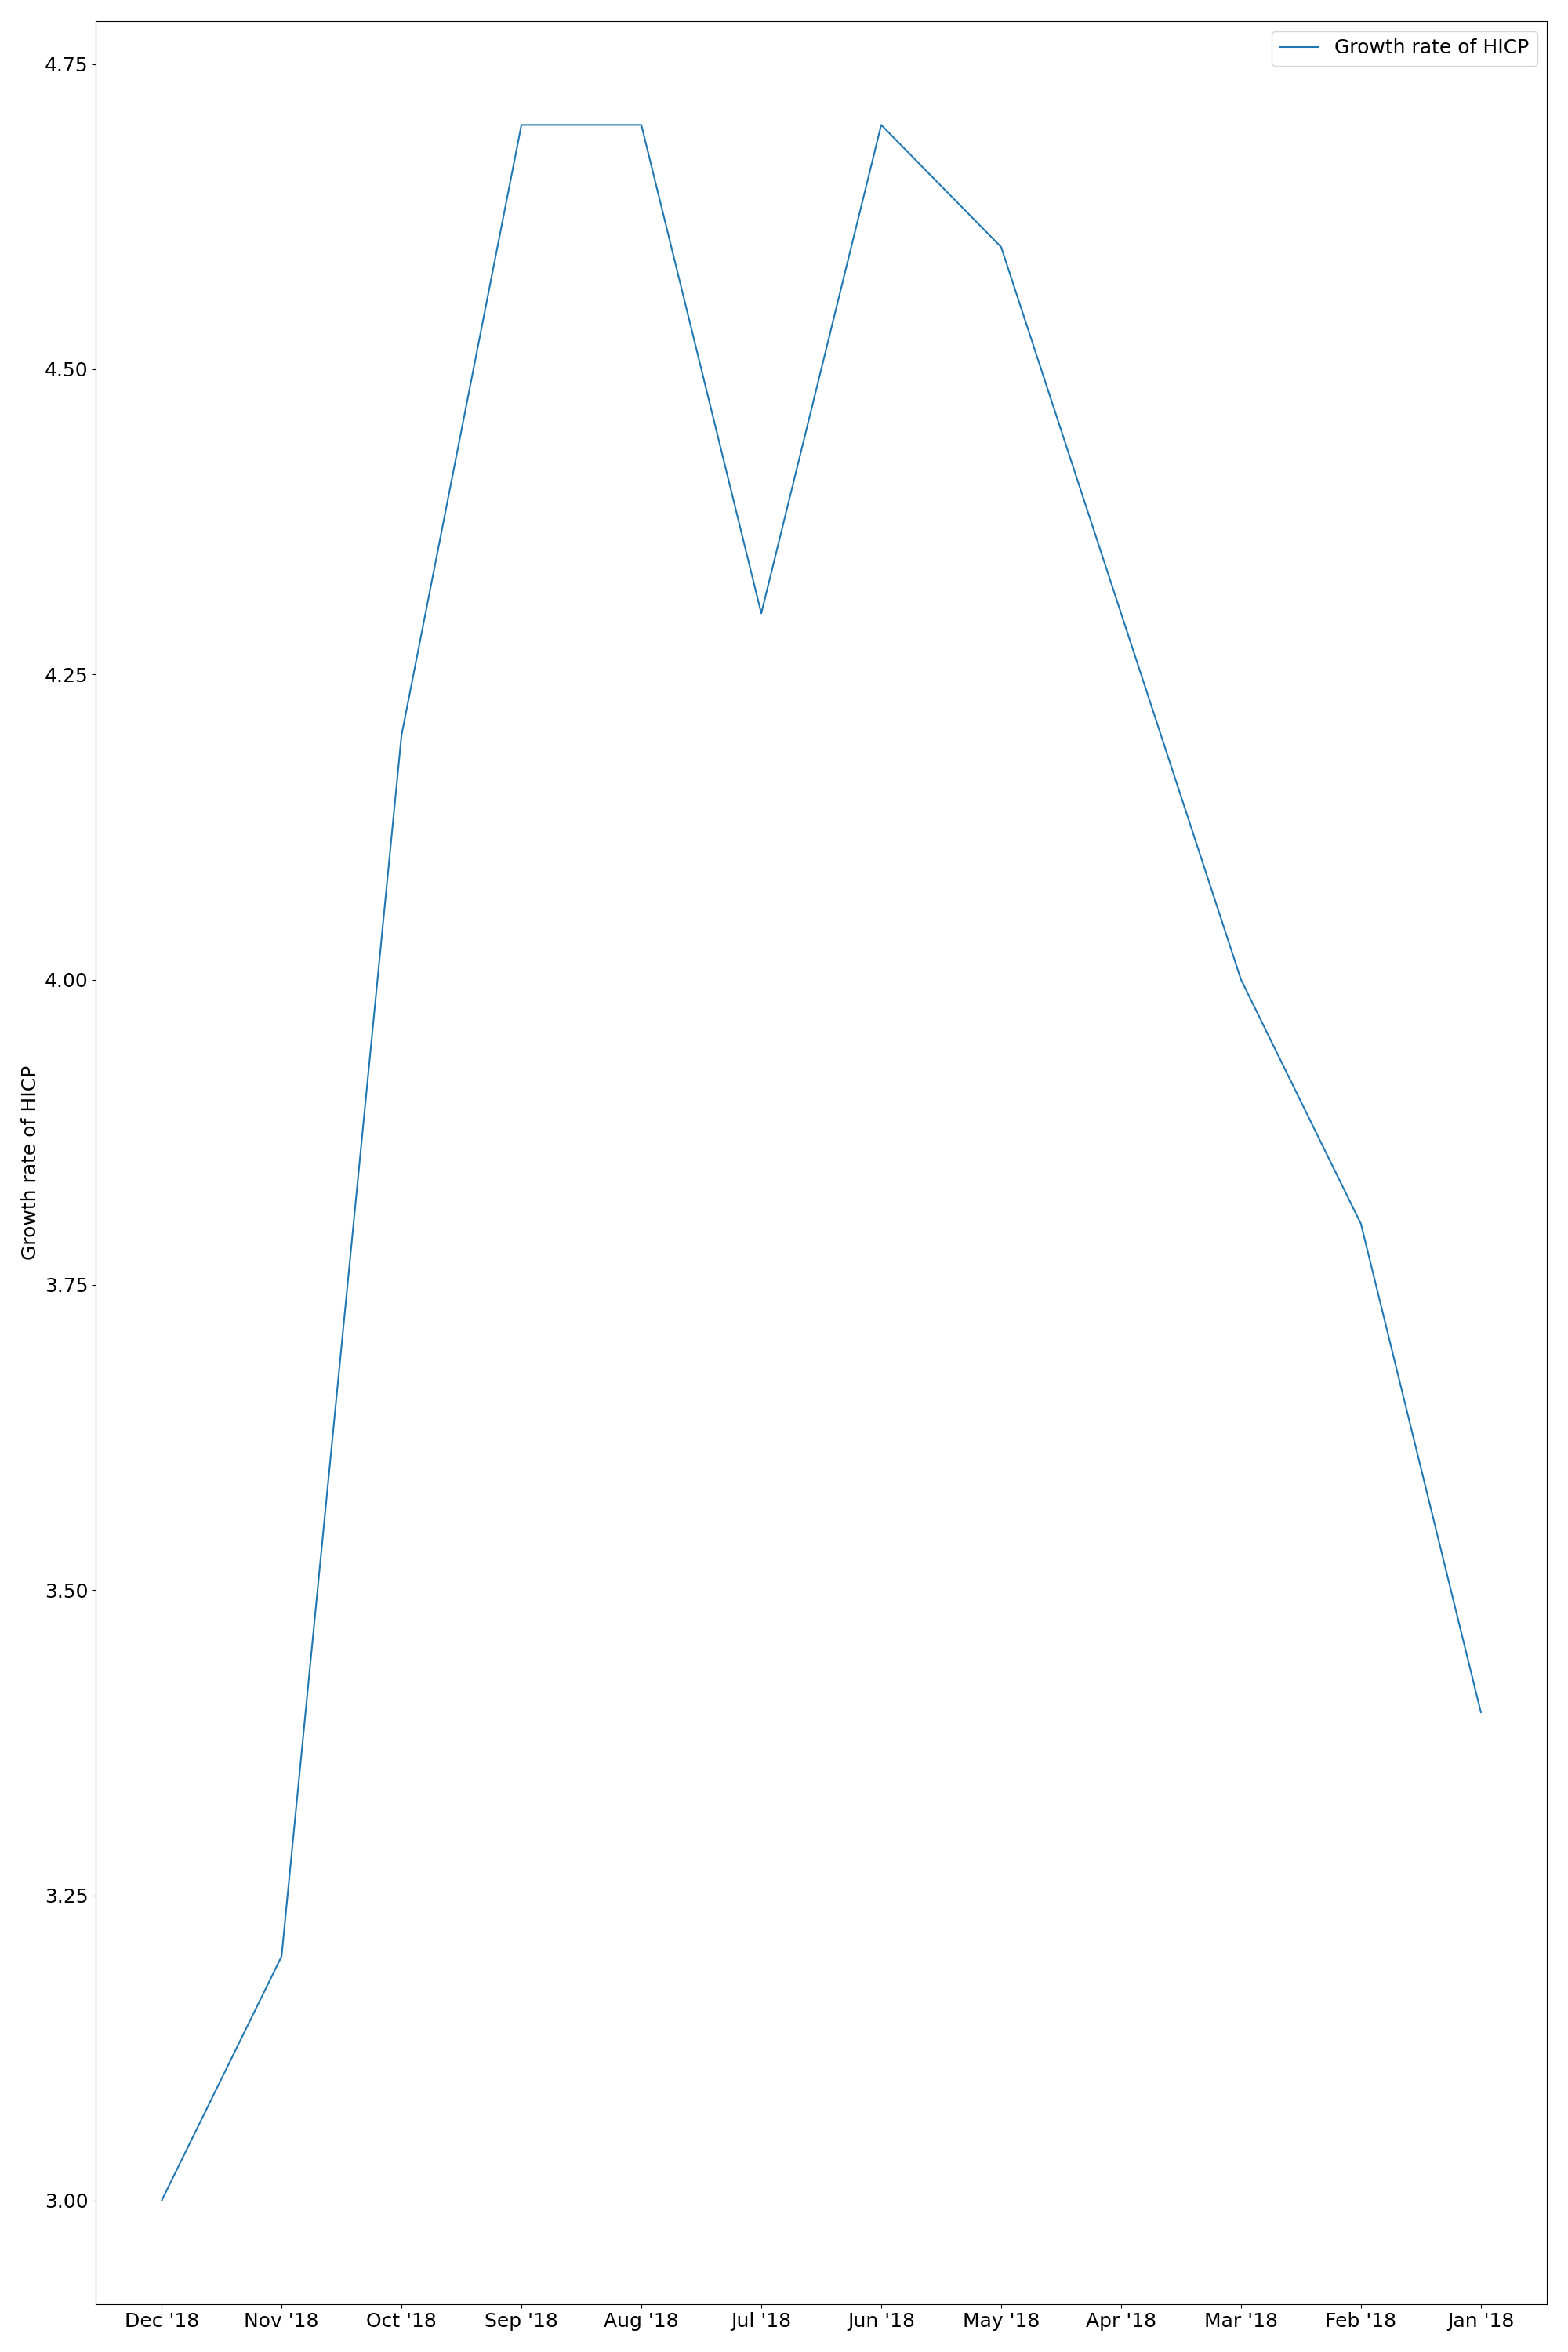 Growth rate of HICP
4.75
4.50
4.25
4.00
3.75
3.50
3.25
3.00
Growth rate of HICP
Dec '18 Nov '18 Oct '18 Sep '18 Aug '18 Jul '18 Jun '18 May '18 Apr '18 Mar '18 Feb '18 Jan '18